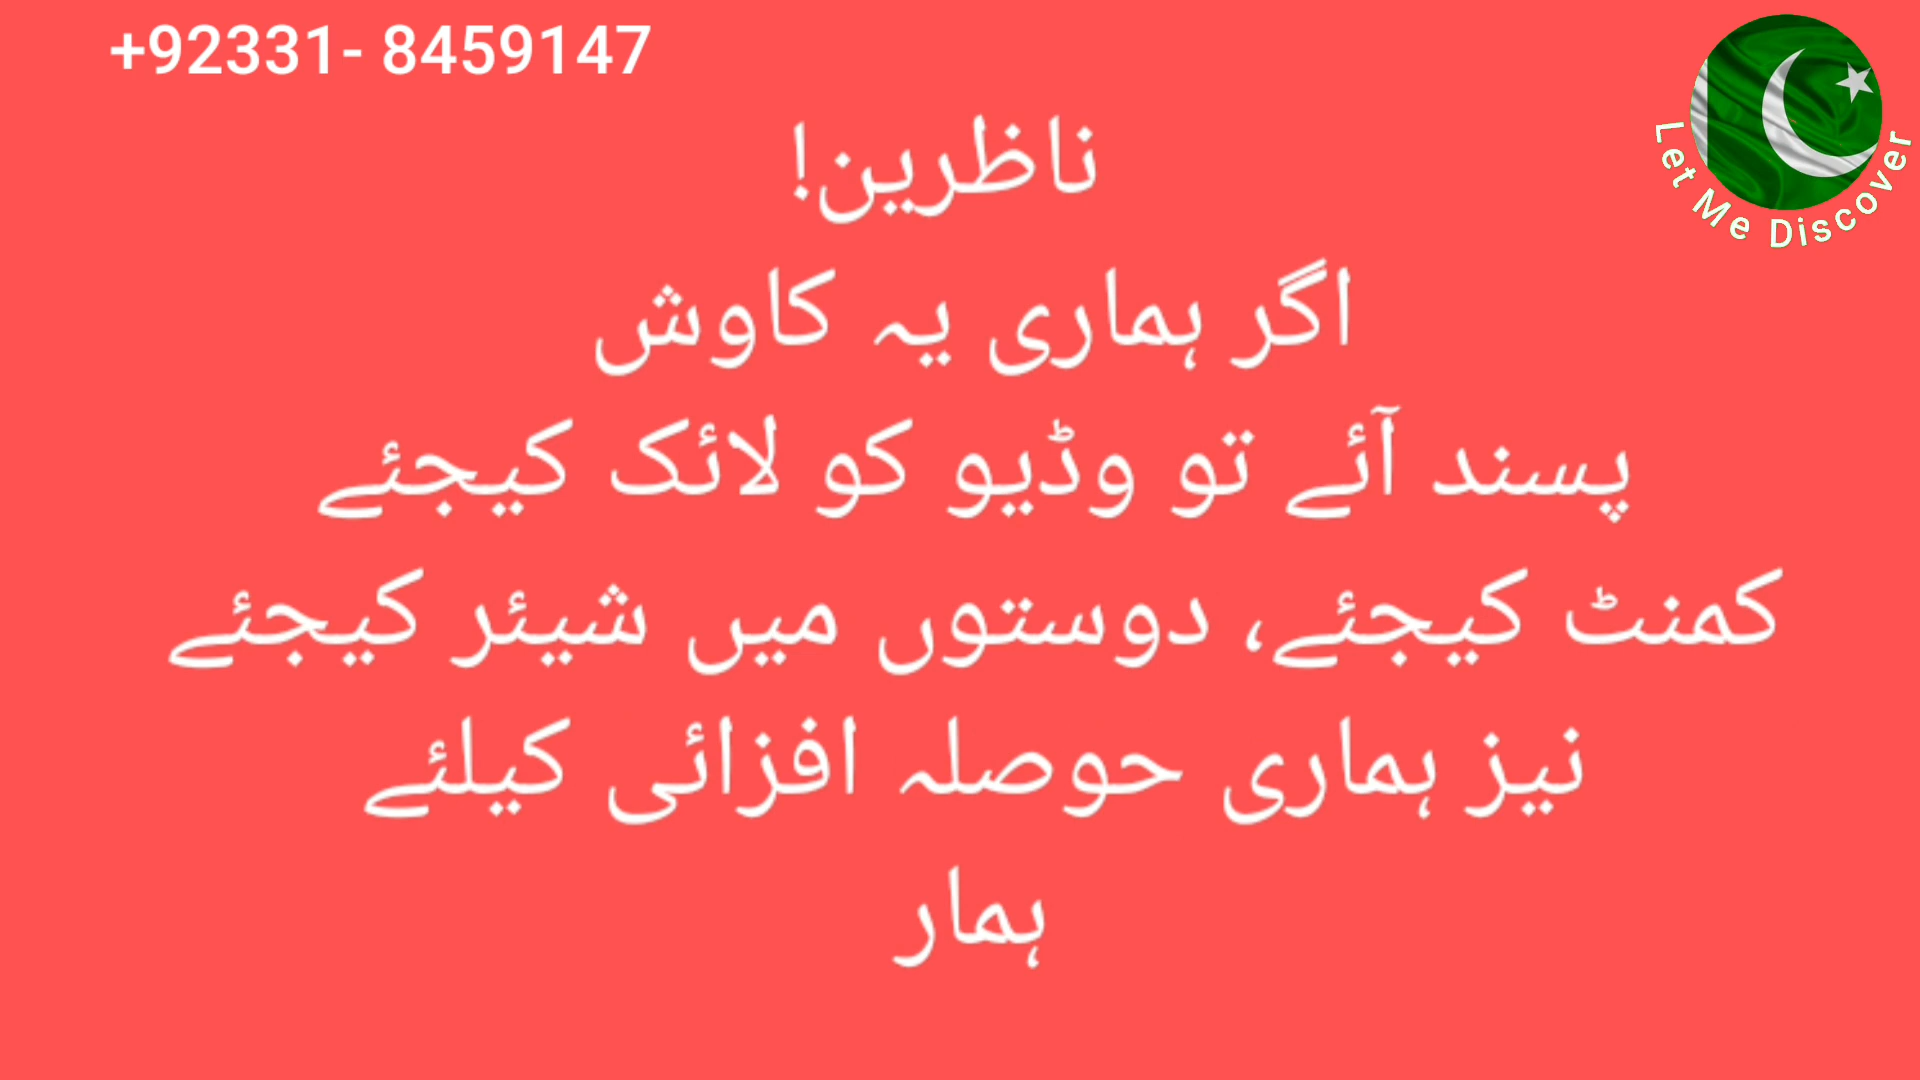 +92331- 8459147
Let Me Discover
ناظرین!
اگر ہماری یہ کاوش
پسند آئے تو وڈیو کو لائک کیجئے
کمنٹ کیجئے، دوستوں میں شیئر کیجئے
نیز ہماری حوصلہ افزائی کیلئے
ہمار